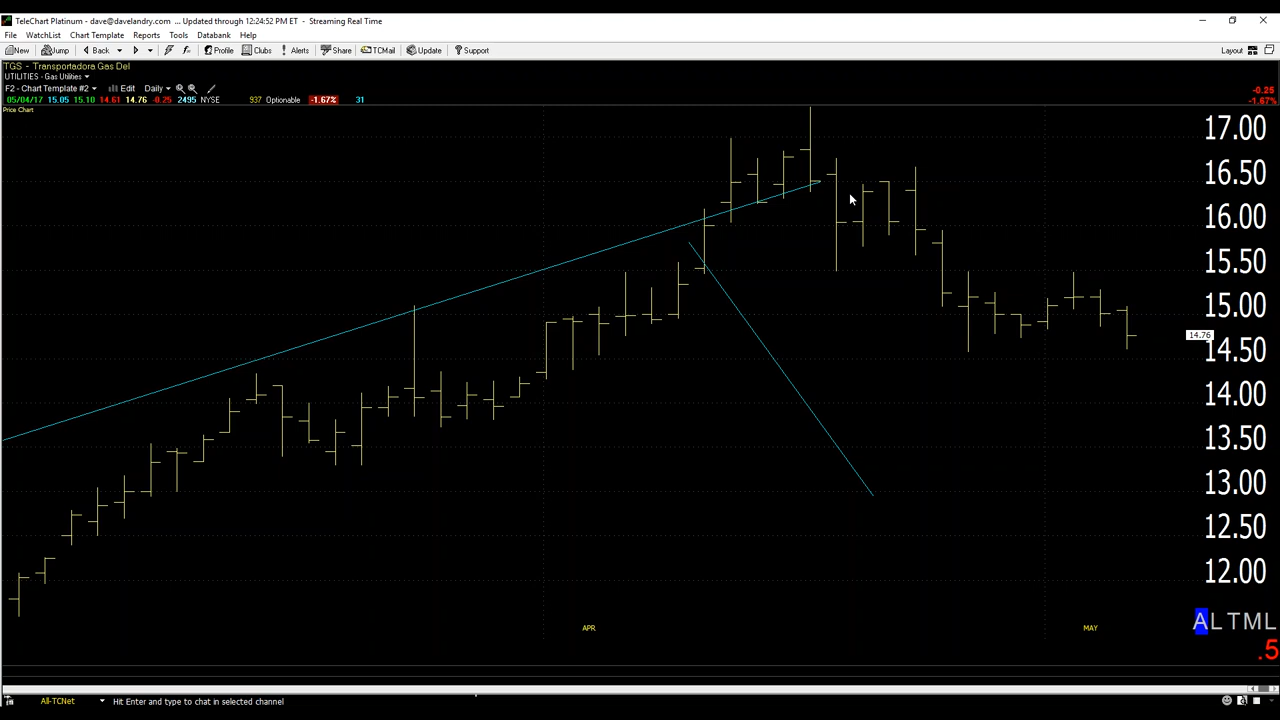 TeleChart Platinum - dave@davelandry.com ... Updated through 12:24:52 PM ET - Streaming Real Time
File WatchList Chart Template Reports Tools Databank Help
New Jump Back Profile Clubs Alerts Share TCMail Update Support Layout
TGS - Transportadora Gas Del
UTILITIES - Gas Utilities
F2 - Chart Template #2 Edit Daily
05/04/17 15.05 15.10 14.61 14.76 -0.25 2495 NYSE 937 Optionable -1.67% 31
-0.25
-1.67%
Price Chart
17.00
16.50
16.00
15.50
15.00
14.76
14.50
14.00
13.50
13.00
12.50
12.00
APR MAY
ALTML
.5
All-TCNet Hit Enter and type to chat in selected channel